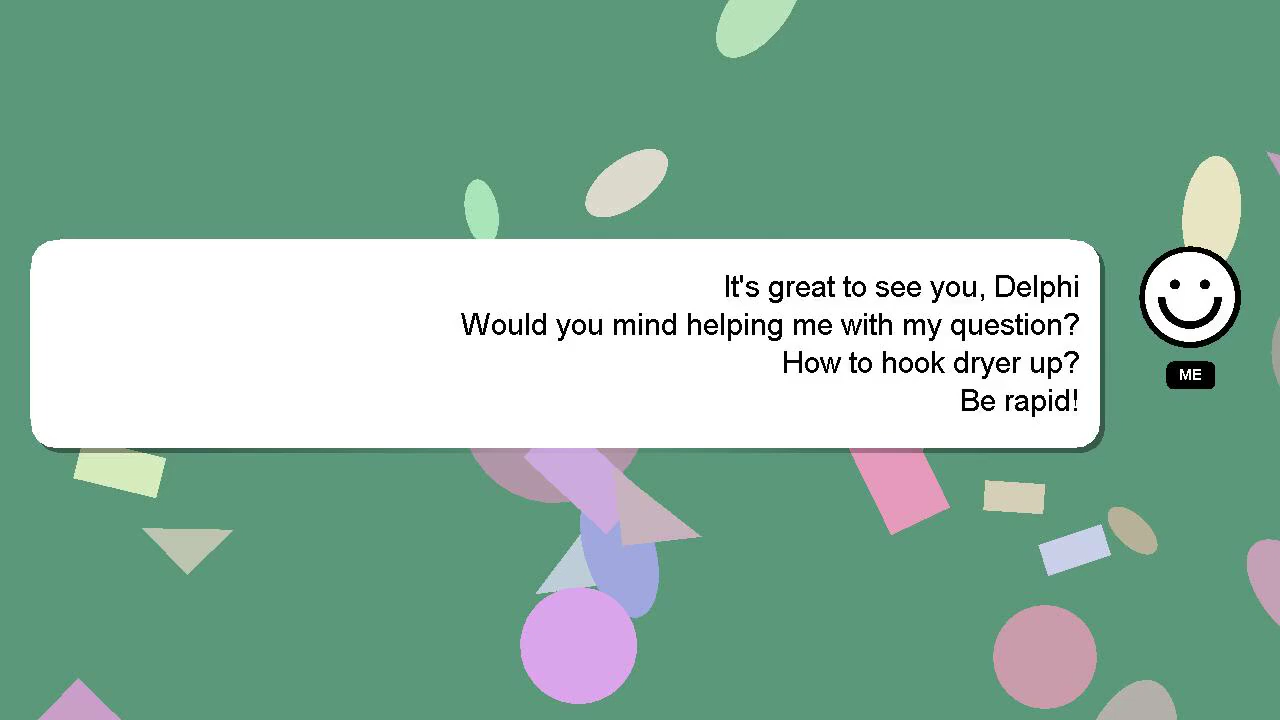 It's great to see you, Delphi
Would you mind helping me with my question?
How to hook dryer up?
Be rapid!
ME